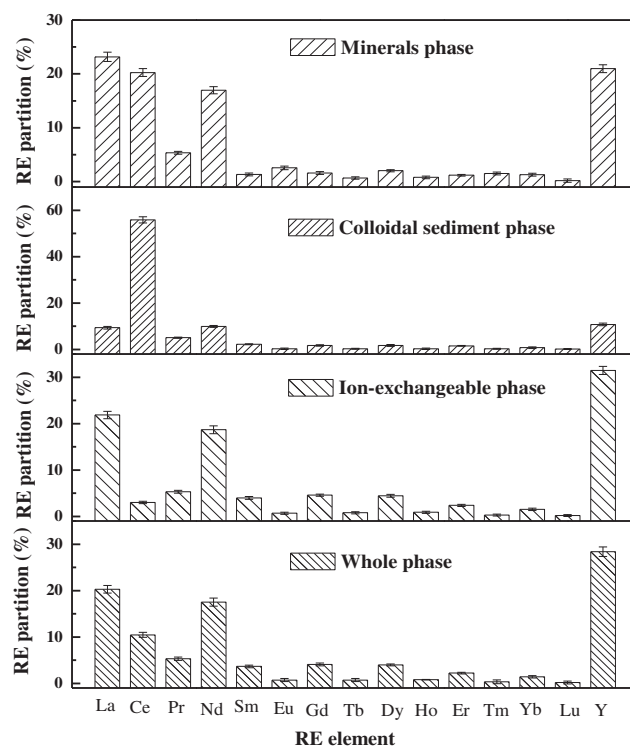 30
20
10
0
RE partition (%)
Minerals phase
60
40
20
0
RE partition (%)
Colloidal sediment phase
30
20
10
0
RE partition (%)
Ion-exchangeable phase
30
20
10
0
RE partition (%)
Whole phase
La Ce Pr Nd Sm Eu Gd Tb Dy Ho Er Tm Yb Lu Y
RE element